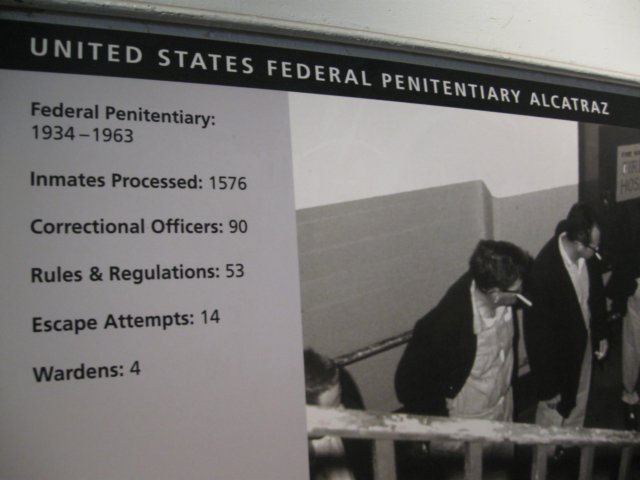 UNITED STATES FEDERAL PENITENTIARY ALCATRAZ
Federal Penitentiary:
1934–1963
Inmates Processed: 1576
Correctional Officers: 90
Rules & Regulations: 53
Escape Attempts: 14
Wardens: 4